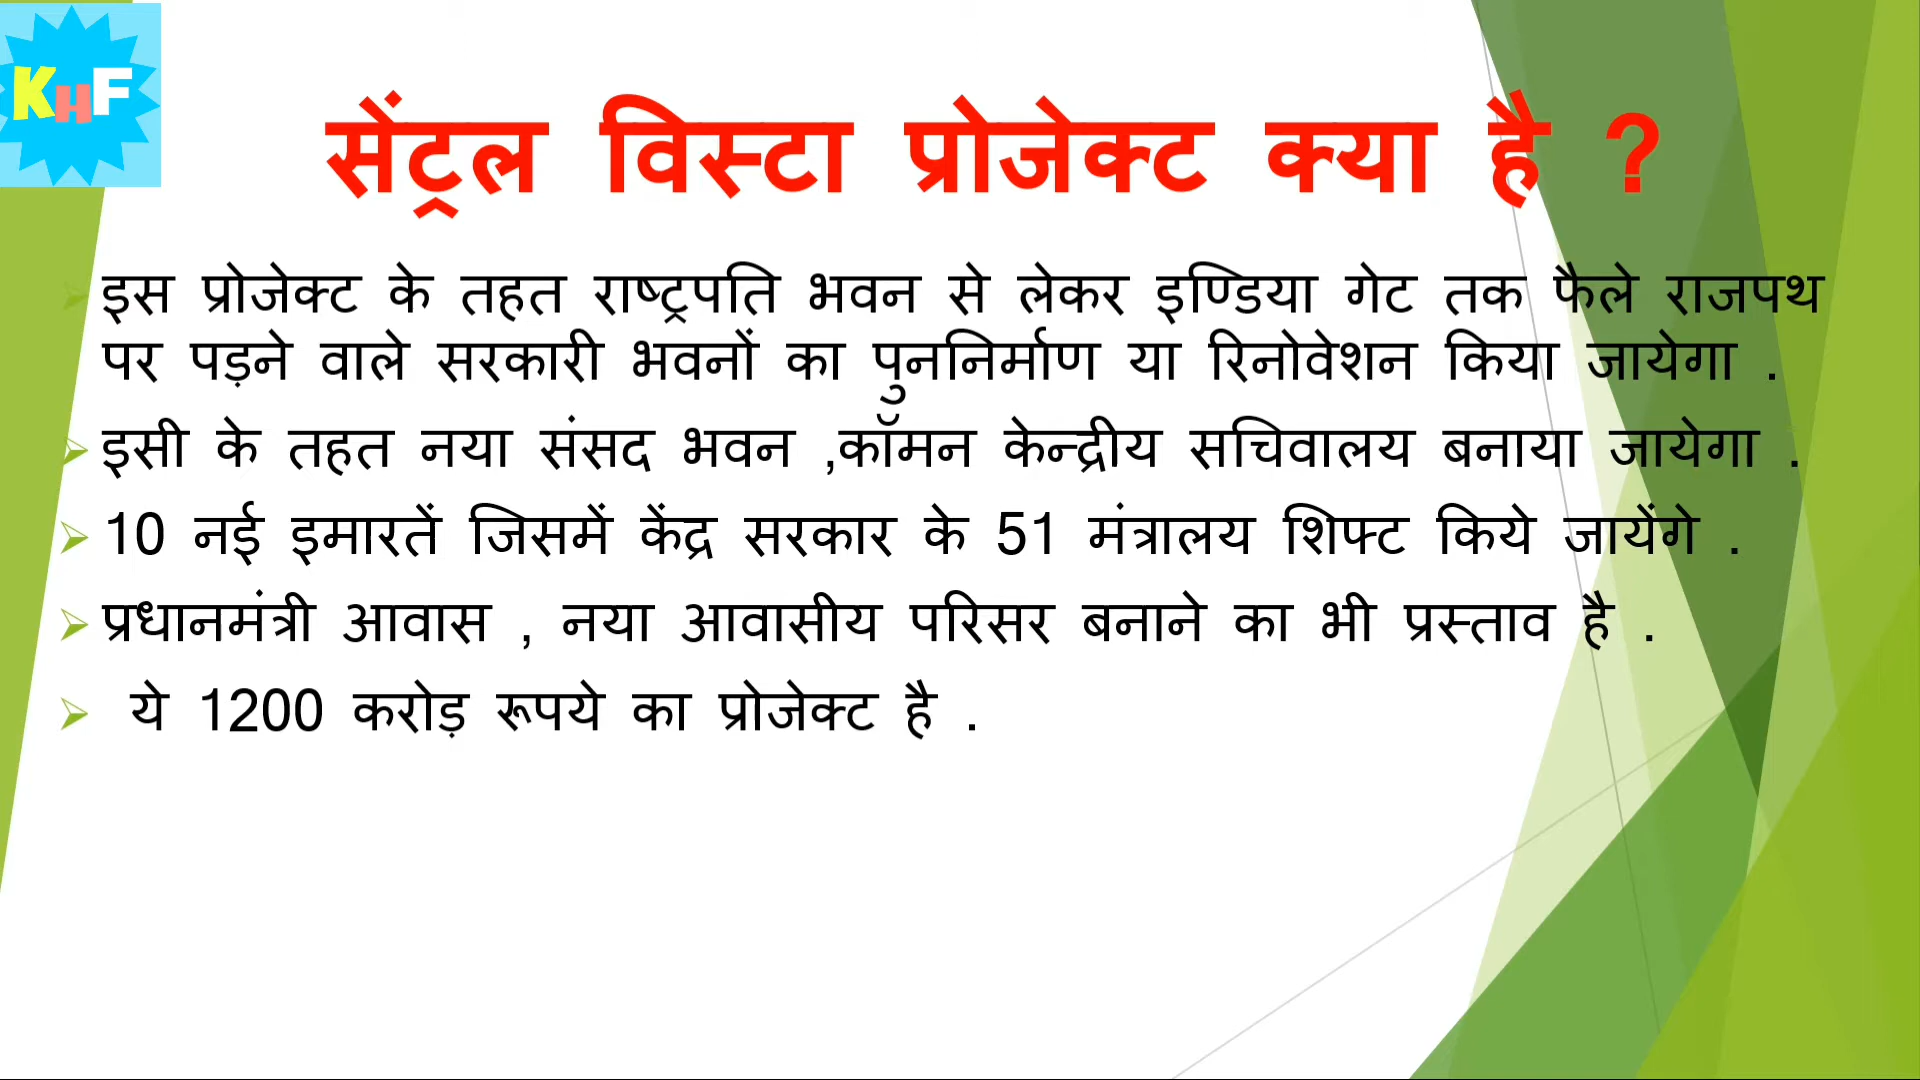 KHF
सेंट्रल विस्टा प्रोजेक्ट क्या है ?
इस प्रोजेक्ट के तहत राष्ट्रपति भवन से लेकर इण्डिया गेट तक फैले राजपथ
पर पड़ने वाले सरकारी भवनों का पुननिर्माण या रिनोवेशन किया जायेगा .
इसी के तहत नया संसद भवन ,कॉमन केन्द्रीय सचिवालय बनाया जायेगा .
10 नई इमारतें जिसमें केंद्र सरकार के 51 मंत्रालय शिफ्ट किये जायेंगे .
प्रधानमंत्री आवास , नया आवासीय परिसर बनाने का भी प्रस्ताव है .
ये 1200 करोड़ रूपये का प्रोजेक्ट है .